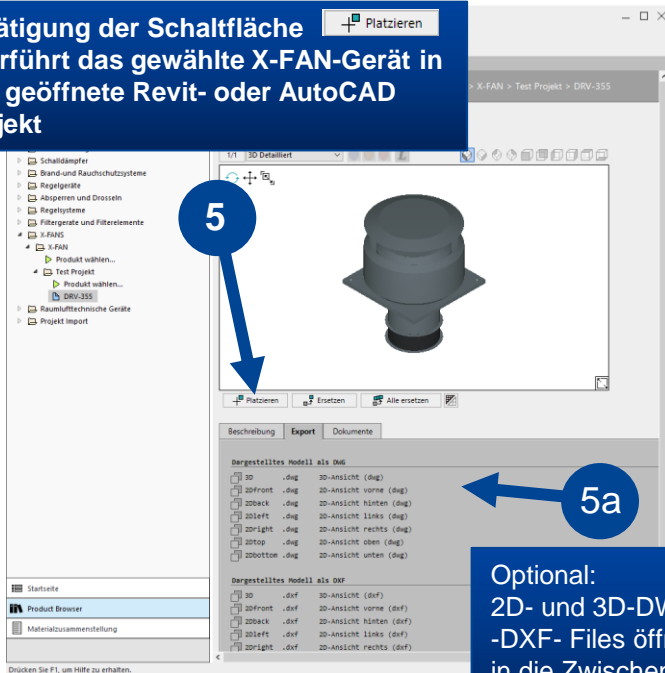 ätigung der Schaltfläche Platzieren
rführt das gewählte X-FAN-Gerät in
geöffnete Revit- oder AutoCAD
jekt
> X-FAN > Test Projekt > DRV-355
1/1 3D Detailliert
Schalldämpfer
Brand-und Rauchschutzsysteme
Regelgeräte
Absperren und Drosseln
Regelsysteme
Filtergerate und Filterelemente
X-FANS
X-FAN
Produkt wählen...
Test Projekt
Produkt wählen...
DRV-355
Raumlufttechnische Geräte
Projekt Import
5
Platzieren Ersetzen Alle ersetzen
Beschreibung Export Dokumente
Dargestelltes Modell als DWG
3D .dwg 3D-Ansicht (dwg)
2Dfront .dwg 2D-Ansicht vorne (dwg)
2Dback .dwg 2D-Ansicht hinten (dwg)
2Dleft .dwg 2D-Ansicht links (dwg)
2Dright .dwg 2D-Ansicht rechts (dwg)
2Dtop .dwg 2D-Ansicht oben (dwg)
2Dbottom .dwg 2D-Ansicht unten (dwg)
5a
Dargestelltes Modell als DXF
3D .dxf 3D-Ansicht (dxf)
2Dfront .dxf 2D-Ansicht vorne (dxf)
2Dback .dxf 2D-Ansicht hinten (dxf)
2Dleft .dxf 2D-Ansicht links (dxf)
2Dright .dxf 2D-Ansicht rechts (dxf)
Optional:
2D- und 3D-DW
-DXF- Files öff
in die Zwischen
Startseite
Product Browser
Materialzusammenstellung
Drücken Sie F1, um Hilfe zu erhalten.